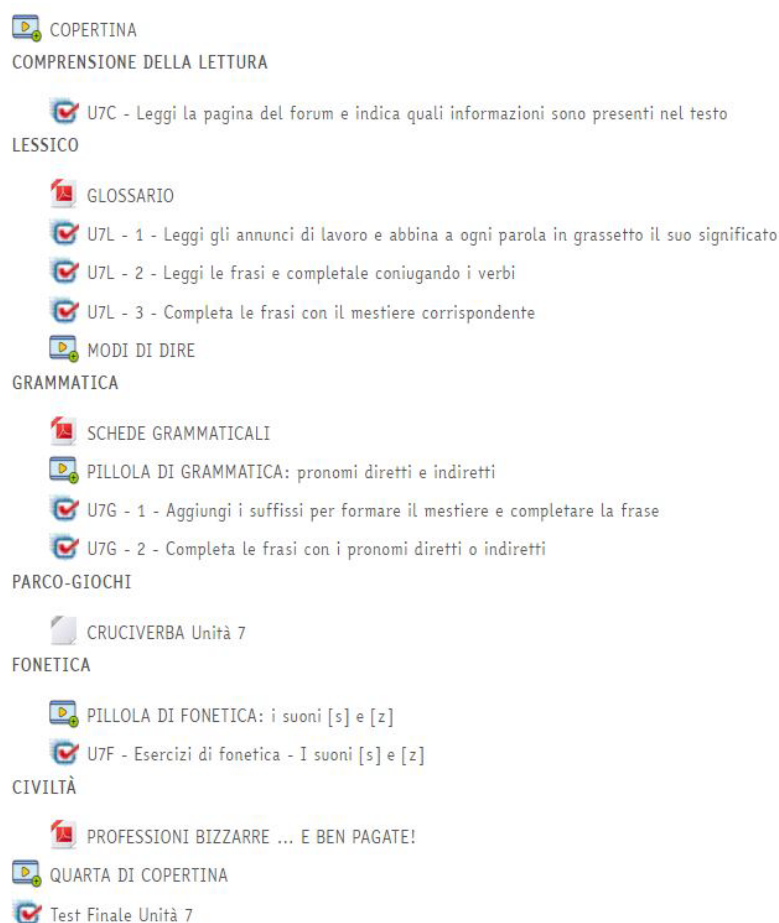 COPERTINA
COMPRENSIONE DELLA LETTURA
U7C - Leggi la pagina del forum e indica quali informazioni sono presenti nel testo
LESSICO
GLOSSARIO
U7L - 1 - Leggi gli annunci di lavoro e abbina a ogni parola in grassetto il suo significato
U7L - 2 - Leggi le frasi e completale coniugando i verbi
U7L - 3 - Completa le frasi con il mestiere corrispondente
MODI DI DIRE
GRAMMATICA
SCHEDE GRAMMATICALI
PILLOLA DI GRAMMATICA: pronomi diretti e indiretti
U7G - 1 - Aggiungi i suffissi per formare il mestiere e completare la frase
U7G - 2 - Completa le frasi con i pronomi diretti o indiretti
PARCO-GIOCHI
CRUCIVERBA Unità 7
FONETICA
PILLOLA DI FONETICA: i suoni [s] e [z]
U7F - Esercizi di fonetica - I suoni [s] e [z]
CIVILTÀ
PROFESSIONI BIZZARRE ... E BEN PAGATE!
QUARTA DI COPERTINA
Test Finale Unità 7